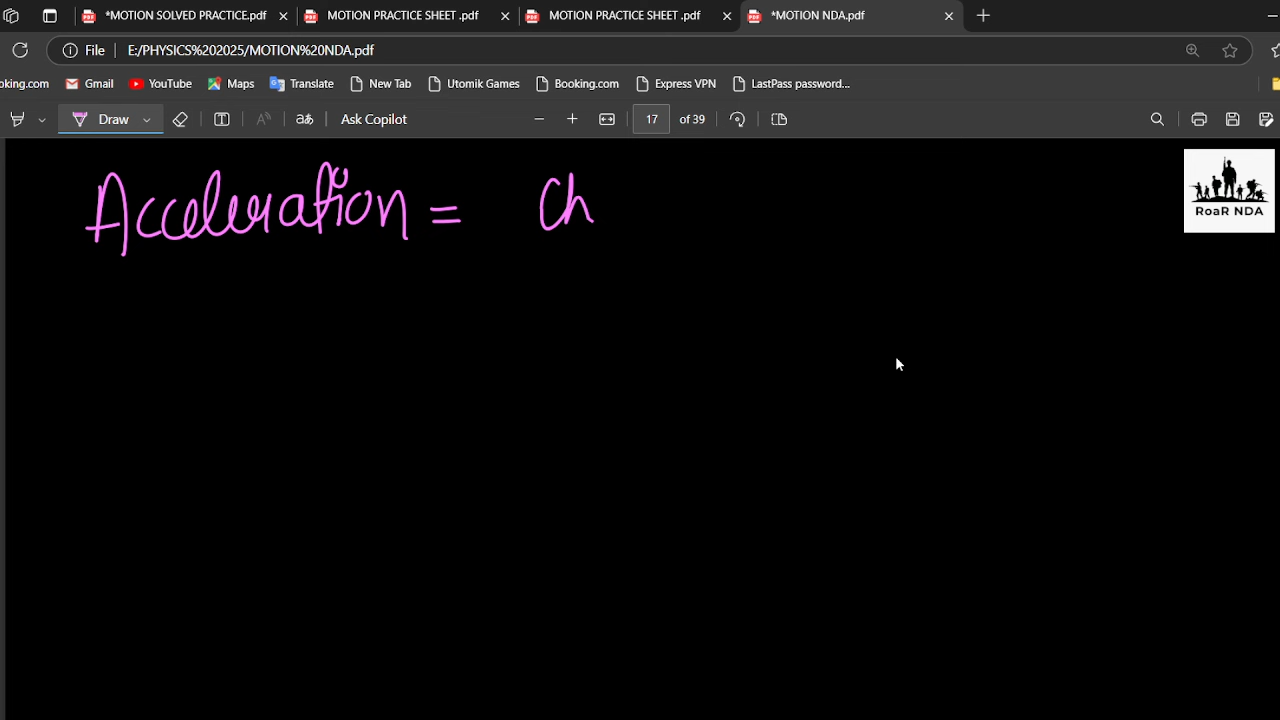 *MOTION SOLVED PRACTICE.pdf MOTION PRACTICE SHEET .pdf MOTION PRACTICE SHEET .pdf *MOTION NDA.pdf
File E:/PHYSICS%202025/MOTION%20NDA.pdf
oking.com Gmail YouTube Maps Translate New Tab Utomik Games Booking.com Express VPN LastPass password...
Draw Ask Copilot 17 of 39
Acceleration = Ch
RoaR NDA